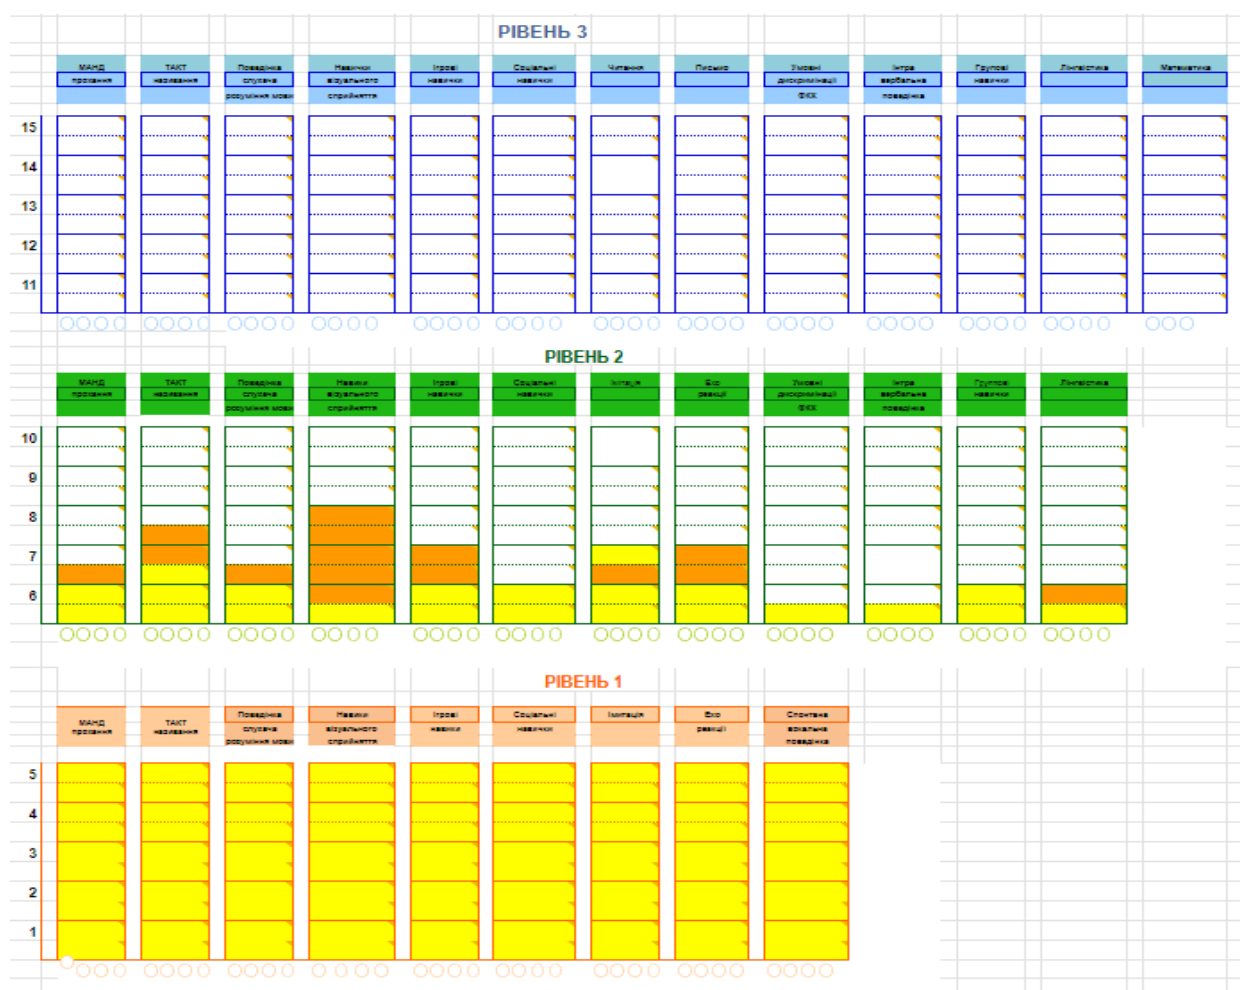 РІВЕНЬ 3
МАНД ТАКТ Поведінка Навички Ігрові Соціальні Читання Письмо Умовні Інтра Групові Лінгвістика Математика
прохання називання слухача візуального навички навички дискримінації вербальна навички
розуміння мови сприйняття ФКХ поведінка
15
14
13
12
11
РІВЕНЬ 2
МАНД ТАКТ Поведінка Навики Ігрові Соціальні Імітація Ехо Умовні Інтра Групові Лінгвістика
прохання називання слухача візуального навички навички реакції дискримінації вербальна навички
розуміння мови сприйняття ФКХ поведінка
10
9
8
7
6
РІВЕНЬ 1
МАНД ТАКТ Поведінка Навики Ігрові Соціальні Імітація Ехо Спонтана
прохання називання слухача візуального навики навички реакції вокальна
розуміння мови сприйняття поведінка
5
4
3
2
1